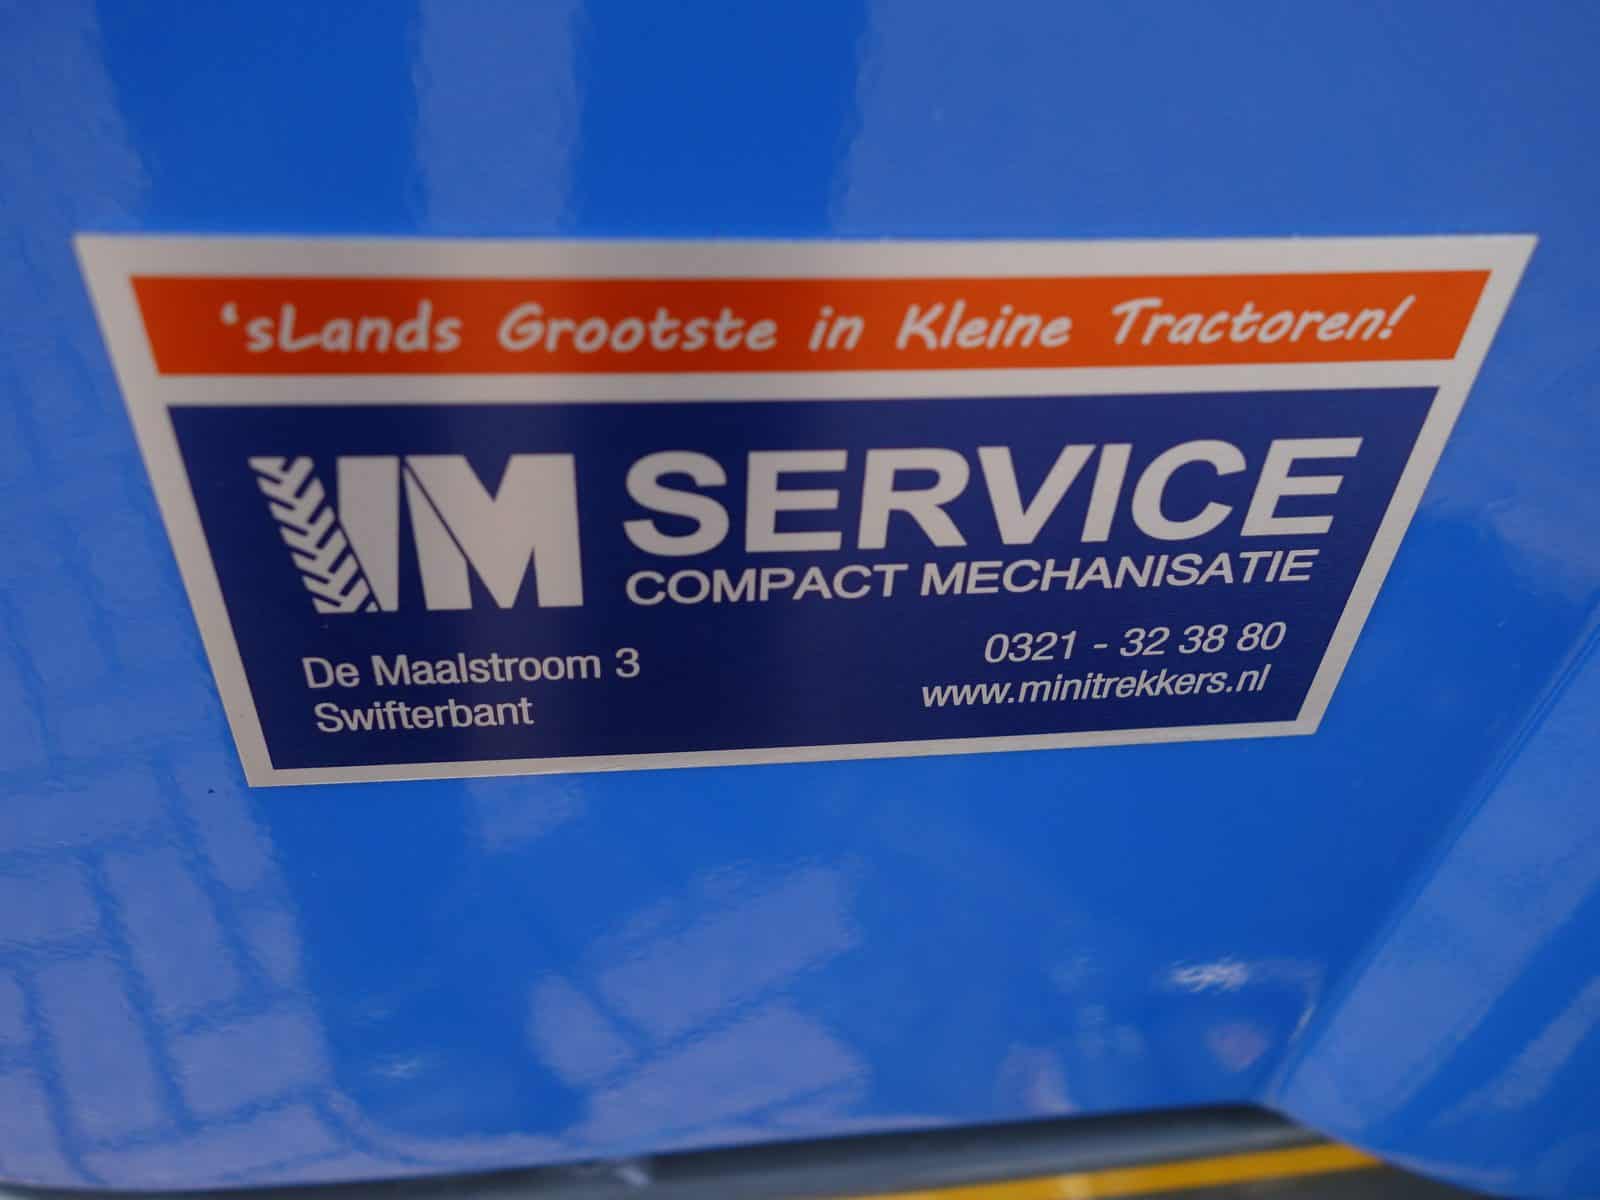 'sLands Grootste in Kleine Tractoren!
VM SERVICE
COMPACT MECHANISATIE
De Maalstroom 3
Swifterbant
0321 - 32 38 80
www.minitrekkers.nl